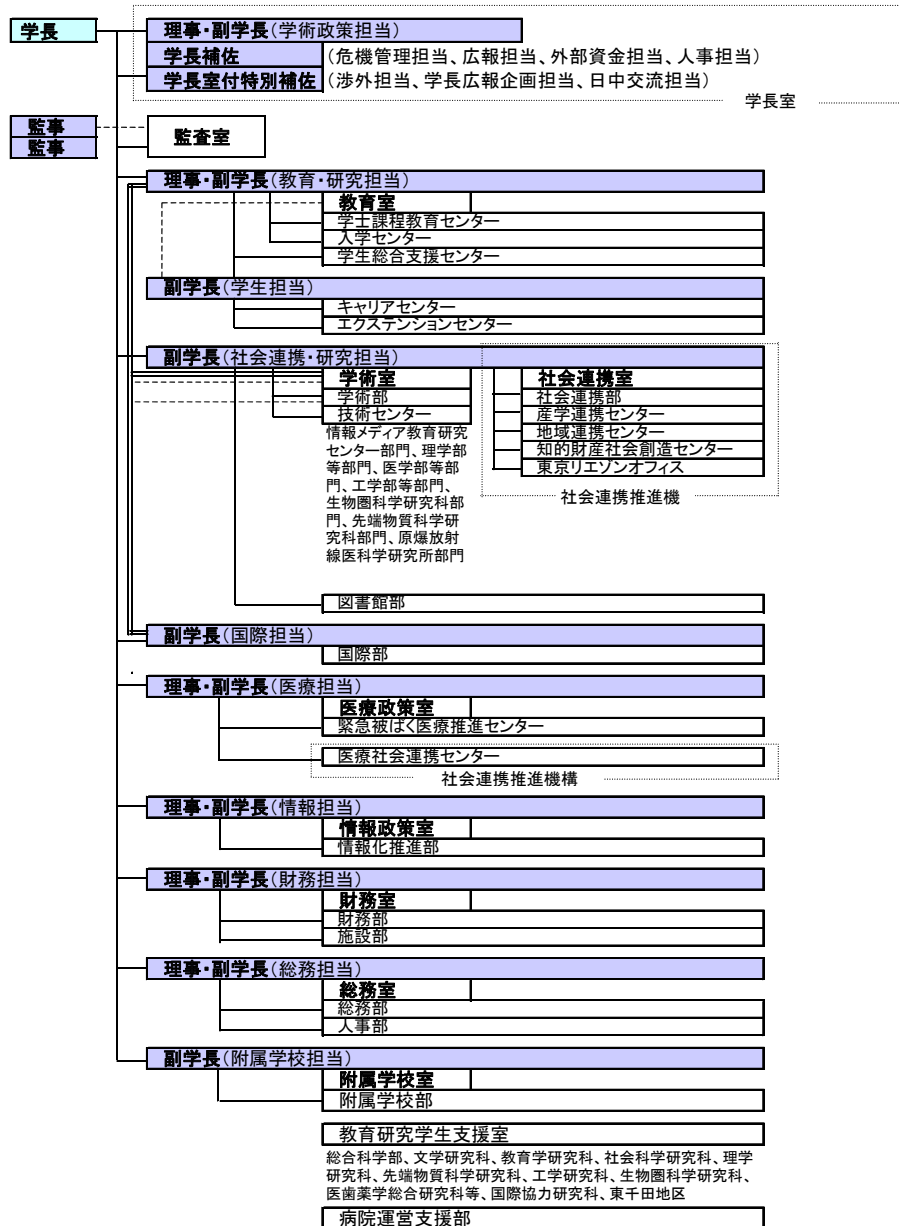 学長
理事・副学長(学術政策担当)
学長補佐 (危機管理担当、広報担当、外部資金担当、人事担当)
学長室付特別補佐 (渉外担当、学長広報企画担当、日中交流担当)
学長室
監事
監事
監査室
理事・副学長(教育・研究担当)
教育室
学士課程教育センター
入学センター
学生総合支援センター
副学長(学生担当)
キャリアセンター
エクステンションセンター
副学長(社会連携・研究担当)
学術室
学術部
技術センター
情報メディア教育研究
センター部門、理学部
等部門、医学部等部
門、工学部等部門、
生物圏科学研究科部
門、先端物質科学研
究科部門、原爆放射
線医科学研究所部門
社会連携室
社会連携部
産学連携センター
地域連携センター
知的財産社会創造センター
東京リエゾンオフィス
社会連携推進機
図書館部
副学長(国際担当)
国際部
理事・副学長(医療担当)
医療政策室
緊急被ばく医療推進センター
医療社会連携センター
社会連携推進機構
理事・副学長(情報担当)
情報政策室
情報化推進部
理事・副学長(財務担当)
財務室
財務部
施設部
理事・副学長(総務担当)
総務室
総務部
人事部
副学長(附属学校担当)
附属学校室
附属学校部
教育研究学生支援室
総合科学部、文学研究科、教育学研究科、社会科学研究科、理学
研究科、先端物質科学研究科、工学研究科、生物圏科学研究科、
医歯薬学総合研究科等、国際協力研究科、東千田地区
病院運営支援部